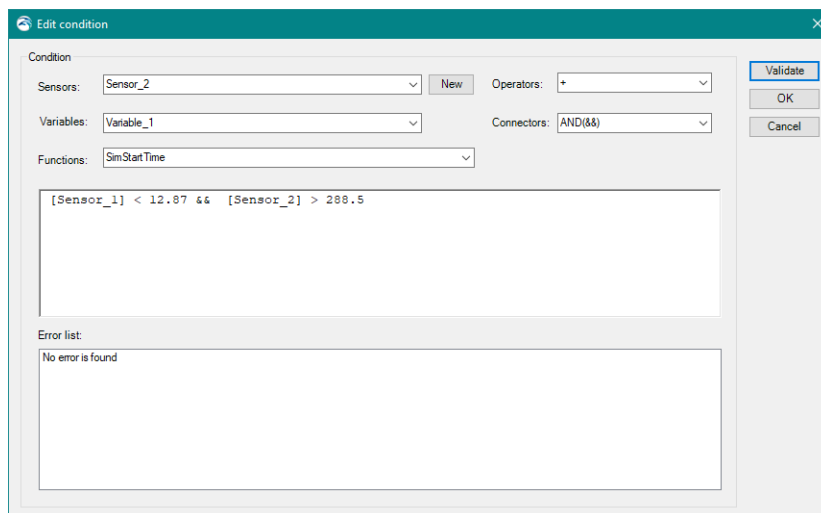 Edit condition
Condition
Sensors: Sensor_2 New Operators: +
Validate
OK
Variables: Variable_1 Connectors: AND(&&)
Cancel
Functions: SimStartTime
[Sensor_1] < 12.87 &&  [Sensor_2] > 288.5
Error list:
No error is found